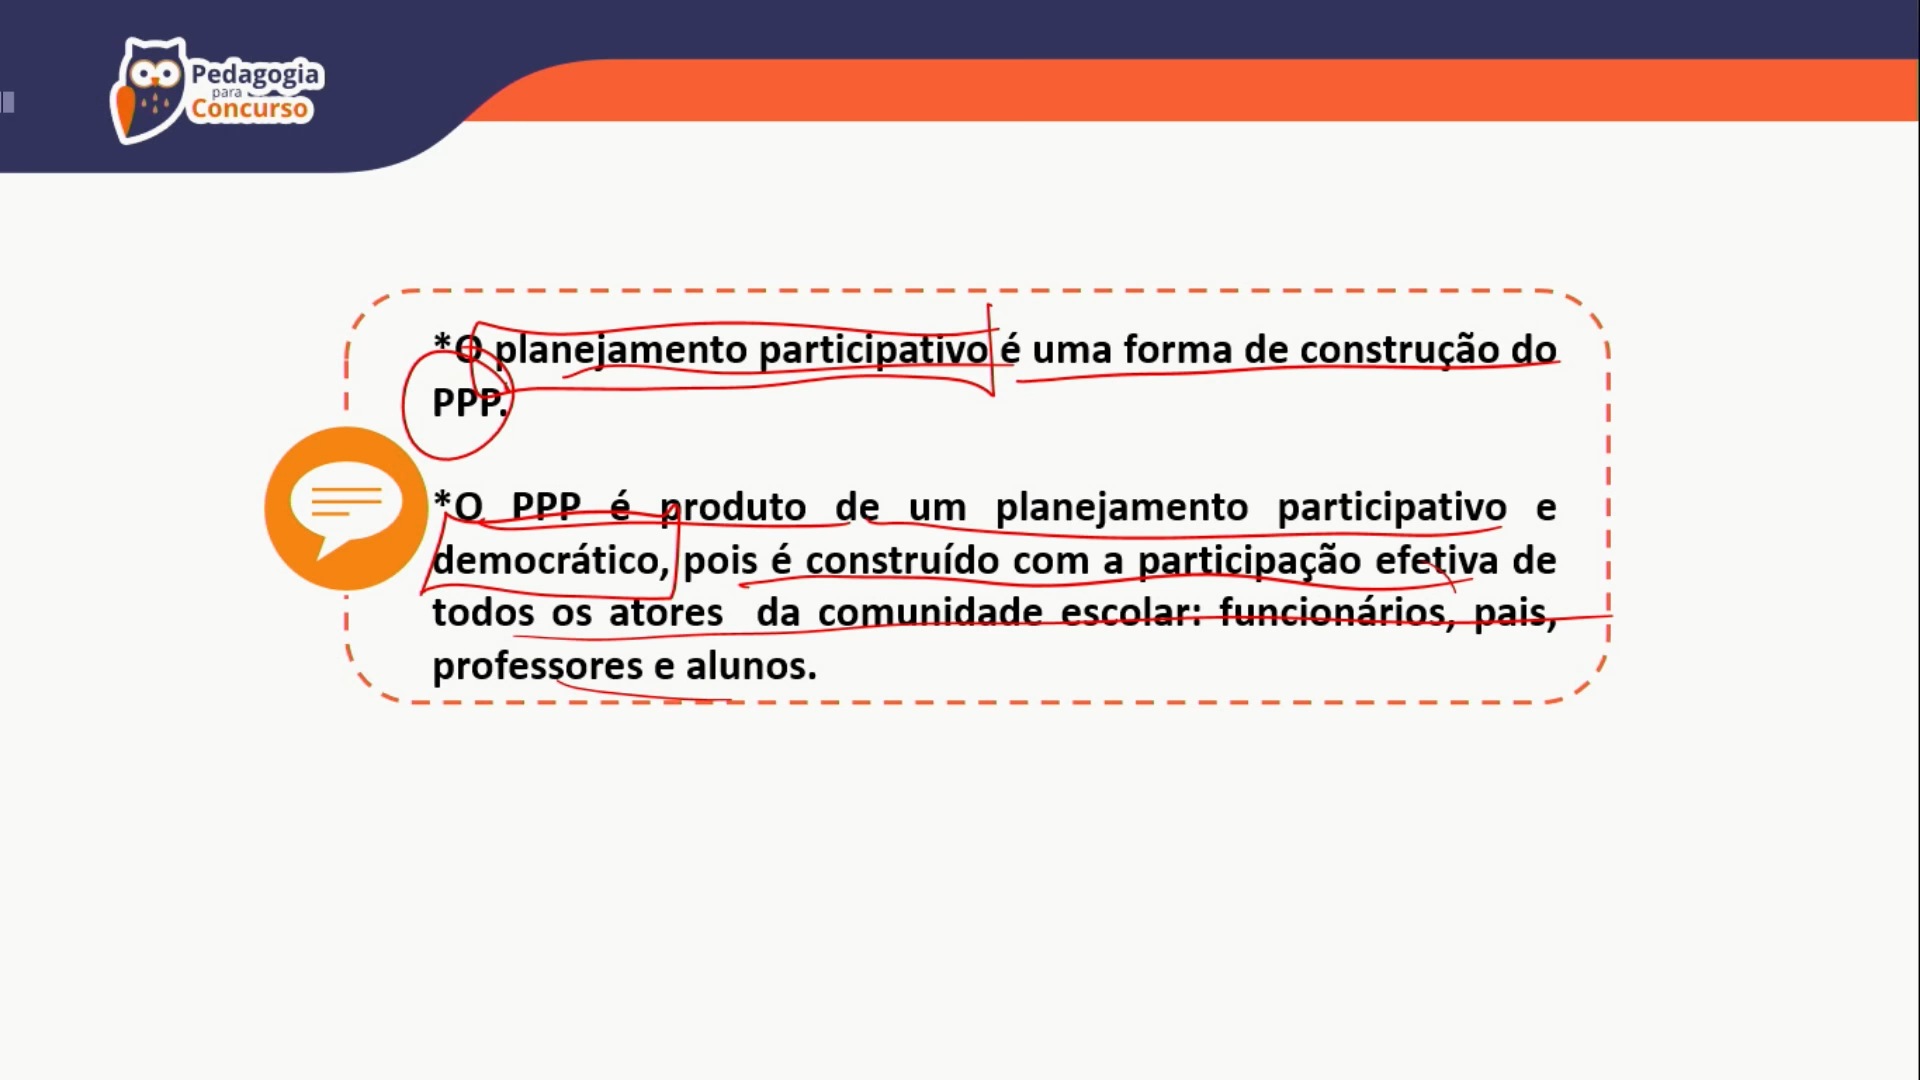 Pedagogia
para
Concurso
*O planejamento participativo é uma forma de construção do
PPP.
*O PPP é produto de um planejamento participativo e
democrático, pois é construído com a participação efetiva de
todos os atores da comunidade escolar: funcionários, pais,
professores e alunos.